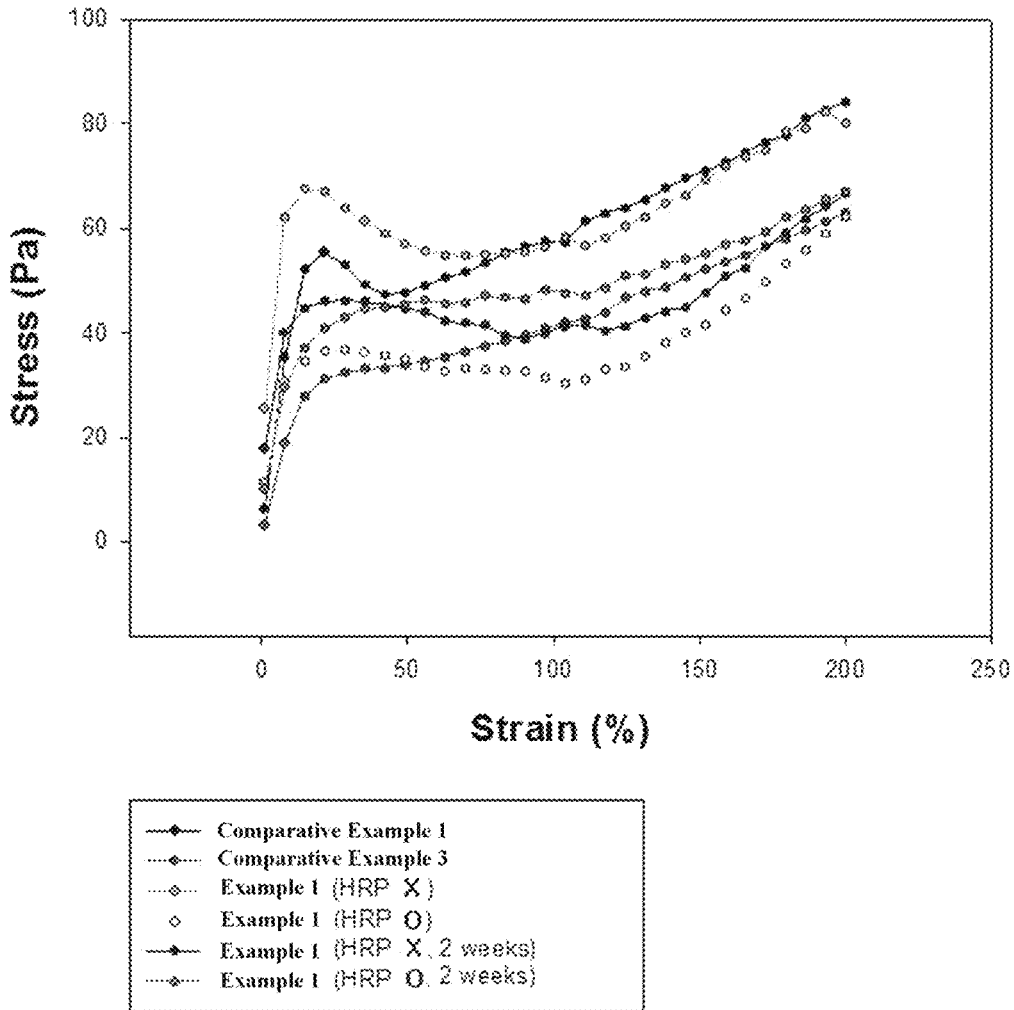 100
80
60
40
20
0
Stress (Pa)
0 50 100 150 200 250
Strain (%)
Comparative Example 1
Comparative Example 3
Example 1 (HRP X)
Example 1 (HRP O)
Example 1 (HRP X, 2 weeks)
Example 1 (HRP O, 2 weeks)